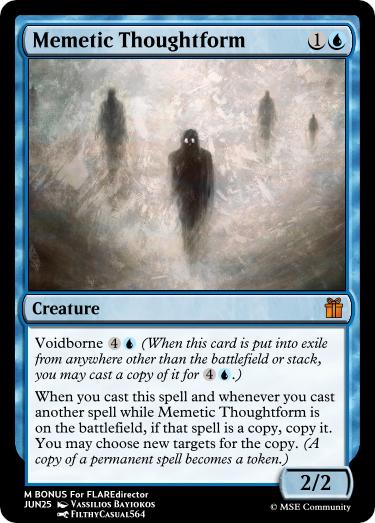 Memetic Thoughtform 1
Creature
Voidborne 4 (When this card is put into exile
from anywhere other than the battlefield or stack,
you may cast a copy of it for 4 .)
When you cast this spell and whenever you cast
another spell while Memetic Thoughtform is
on the battlefield, if that spell is a copy, copy it.
You may choose new targets for the copy. (A
copy of a permanent spell becomes a token.)
2/2
M BONUS For FLAREdirector
JUN25 Vassilios Bayiokos
FilthyCasual564
© MSE Community